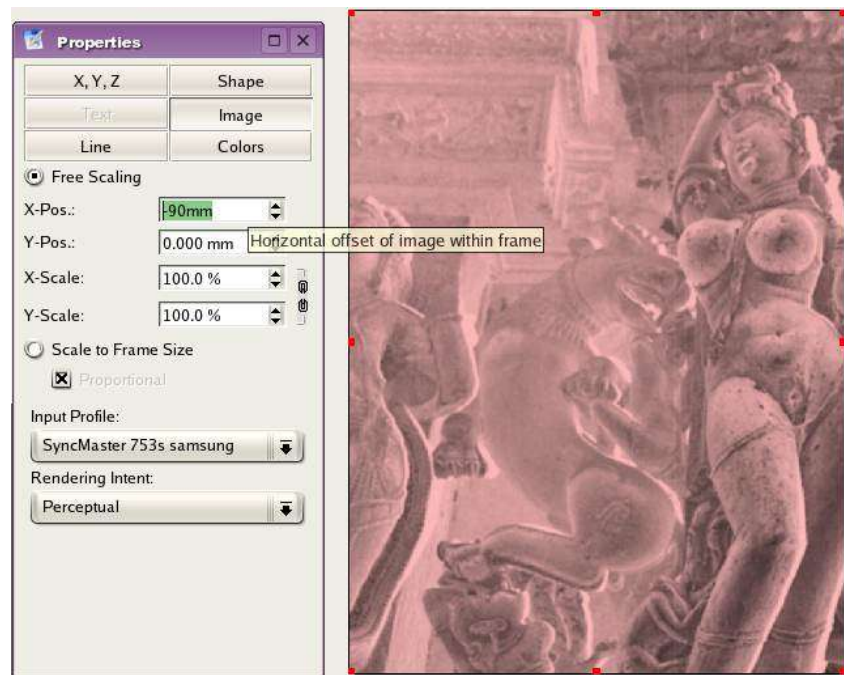 Properties
X, Y, Z Shape
Text Image
Line Colors
Free Scaling
X-Pos.: -90mm
Y-Pos.: 0.000 mm
Horizontal offset of image within frame
X-Scale: 100.0 %
Y-Scale: 100.0 %
Scale to Frame Size
Proportional
Input Profile:
SyncMaster 753s samsung
Rendering Intent:
Perceptual